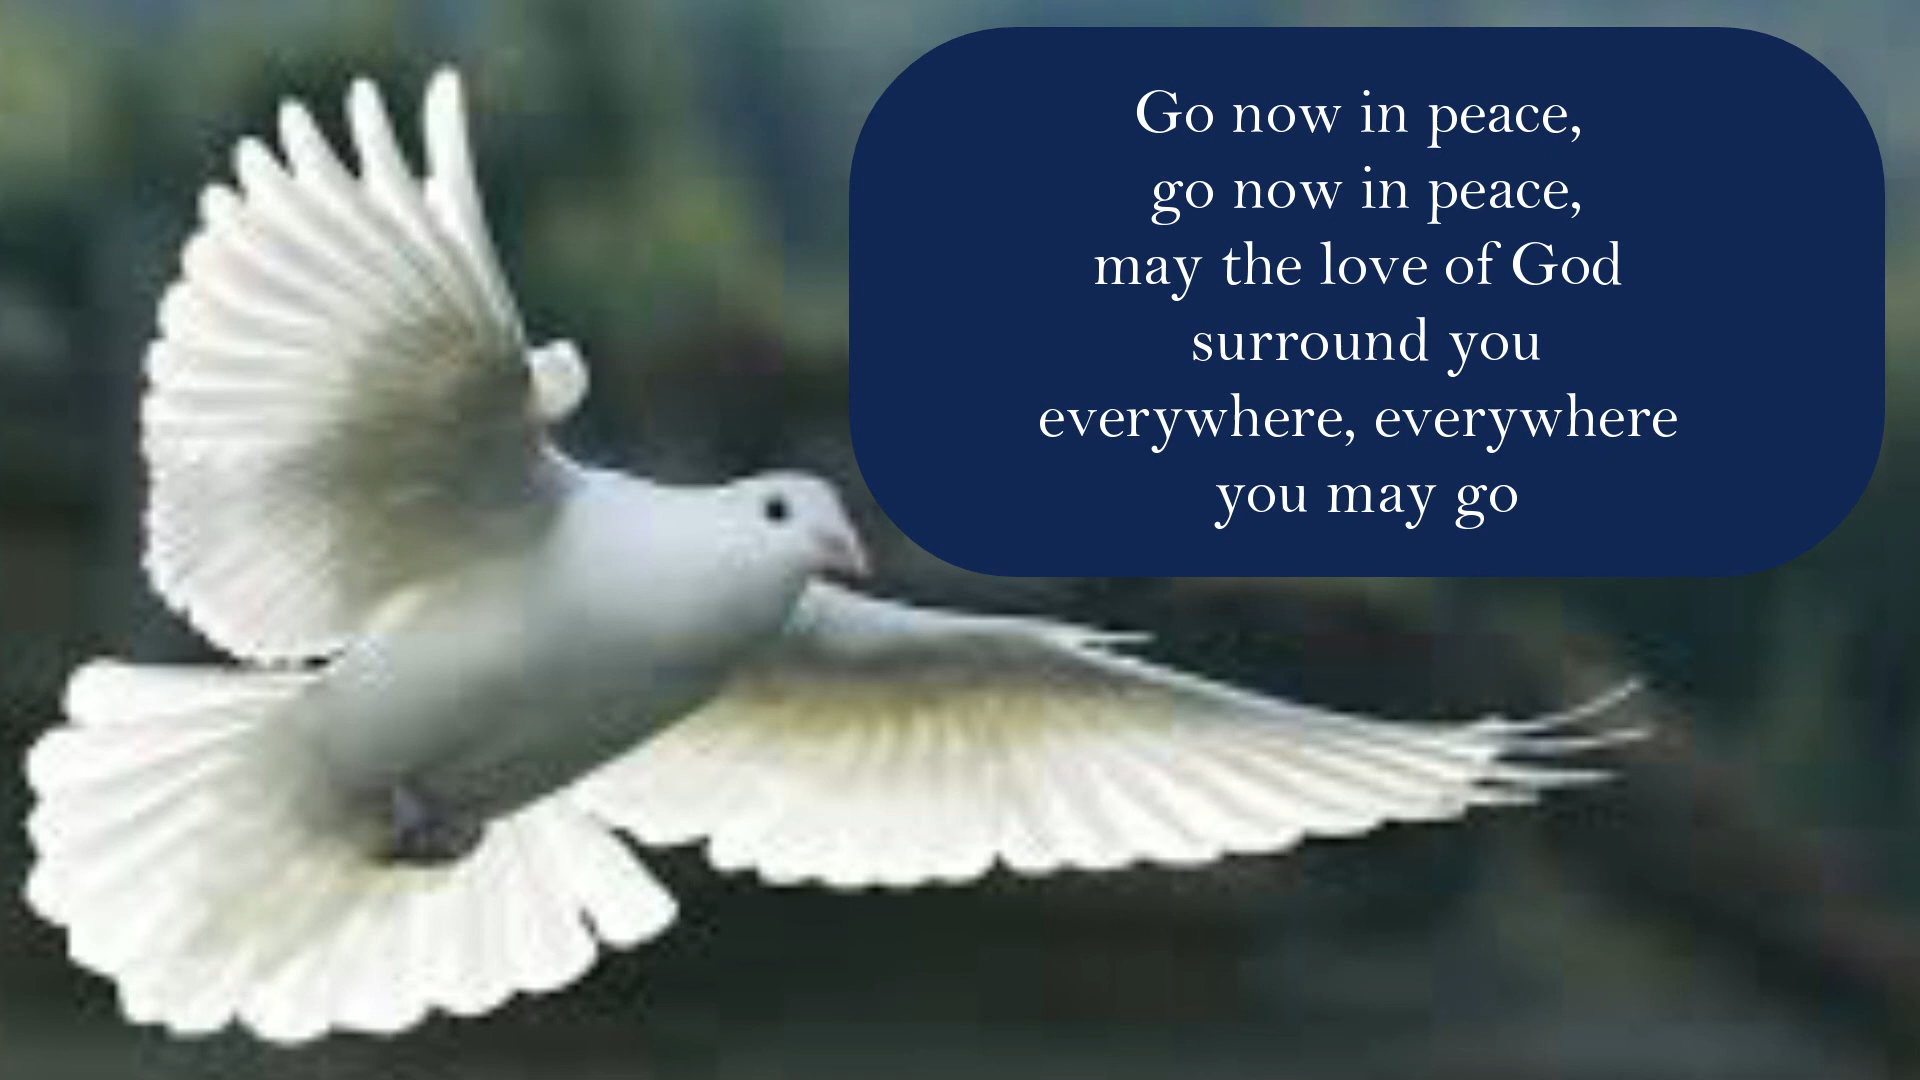 Go now in peace,
go now in peace,
may the love of God
surround you
everywhere, everywhere
you may go